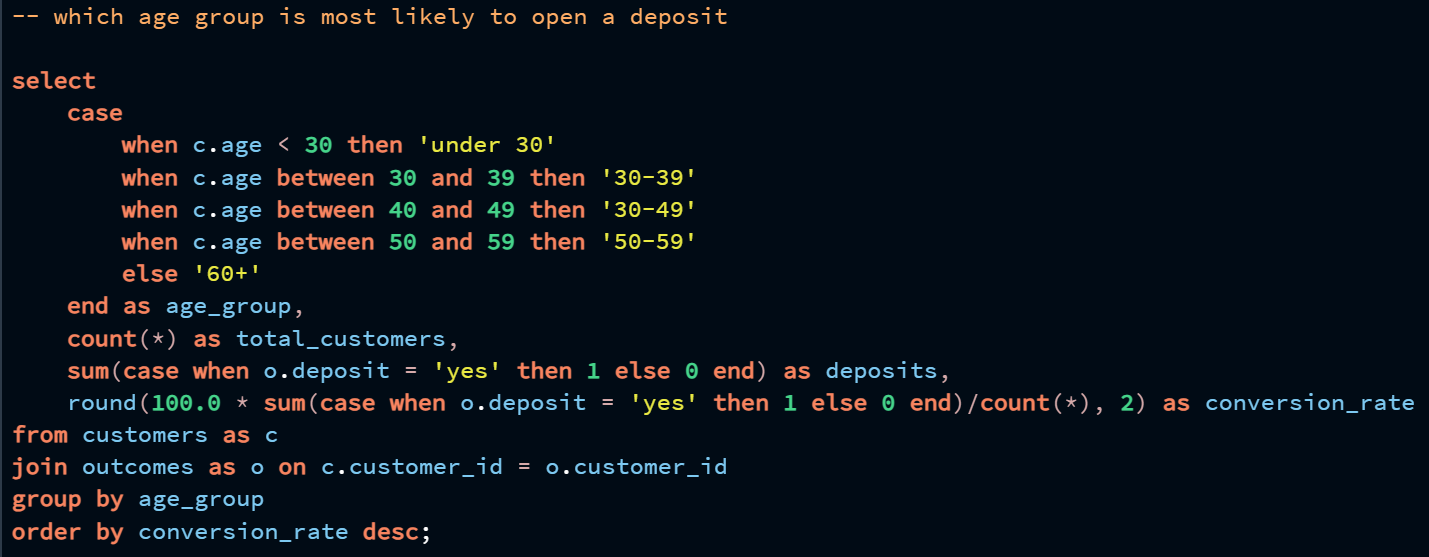 -- which age group is most likely to open a deposit

select
    case
        when c.age < 30 then 'under 30'
        when c.age between 30 and 39 then '30-39'
        when c.age between 40 and 49 then '30-49'
        when c.age between 50 and 59 then '50-59'
        else '60+'
    end as age_group,
    count(*) as total_customers,
    sum(case when o.deposit = 'yes' then 1 else 0 end) as deposits,
    round(100.0 * sum(case when o.deposit = 'yes' then 1 else 0 end)/count(*), 2) as conversion_rate
from customers as c
join outcomes as o on c.customer_id = o.customer_id
group by age_group
order by conversion_rate desc;